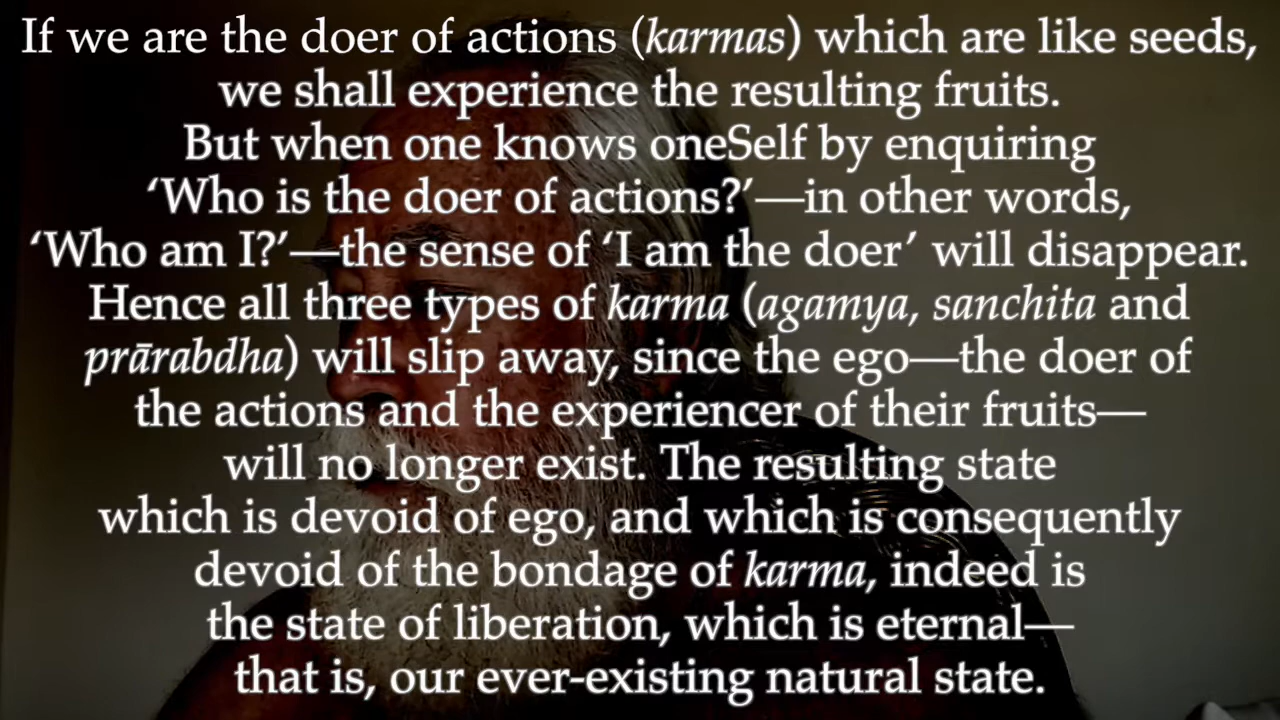 If we are the doer of actions (karmas) which are like seeds,
we shall experience the resulting fruits.
But when one knows oneSelf by enquiring
‘Who is the doer of actions?’—in other words,
‘Who am I?’—the sense of ‘I am the doer’ will disappear.
Hence all three types of karma (agamya, sanchita and
prārabdha) will slip away, since the ego—the doer of
the actions and the experiencer of their fruits—
will no longer exist. The resulting state
which is devoid of ego, and which is consequently
devoid of the bondage of karma, indeed is
the state of liberation, which is eternal—
that is, our ever-existing natural state.